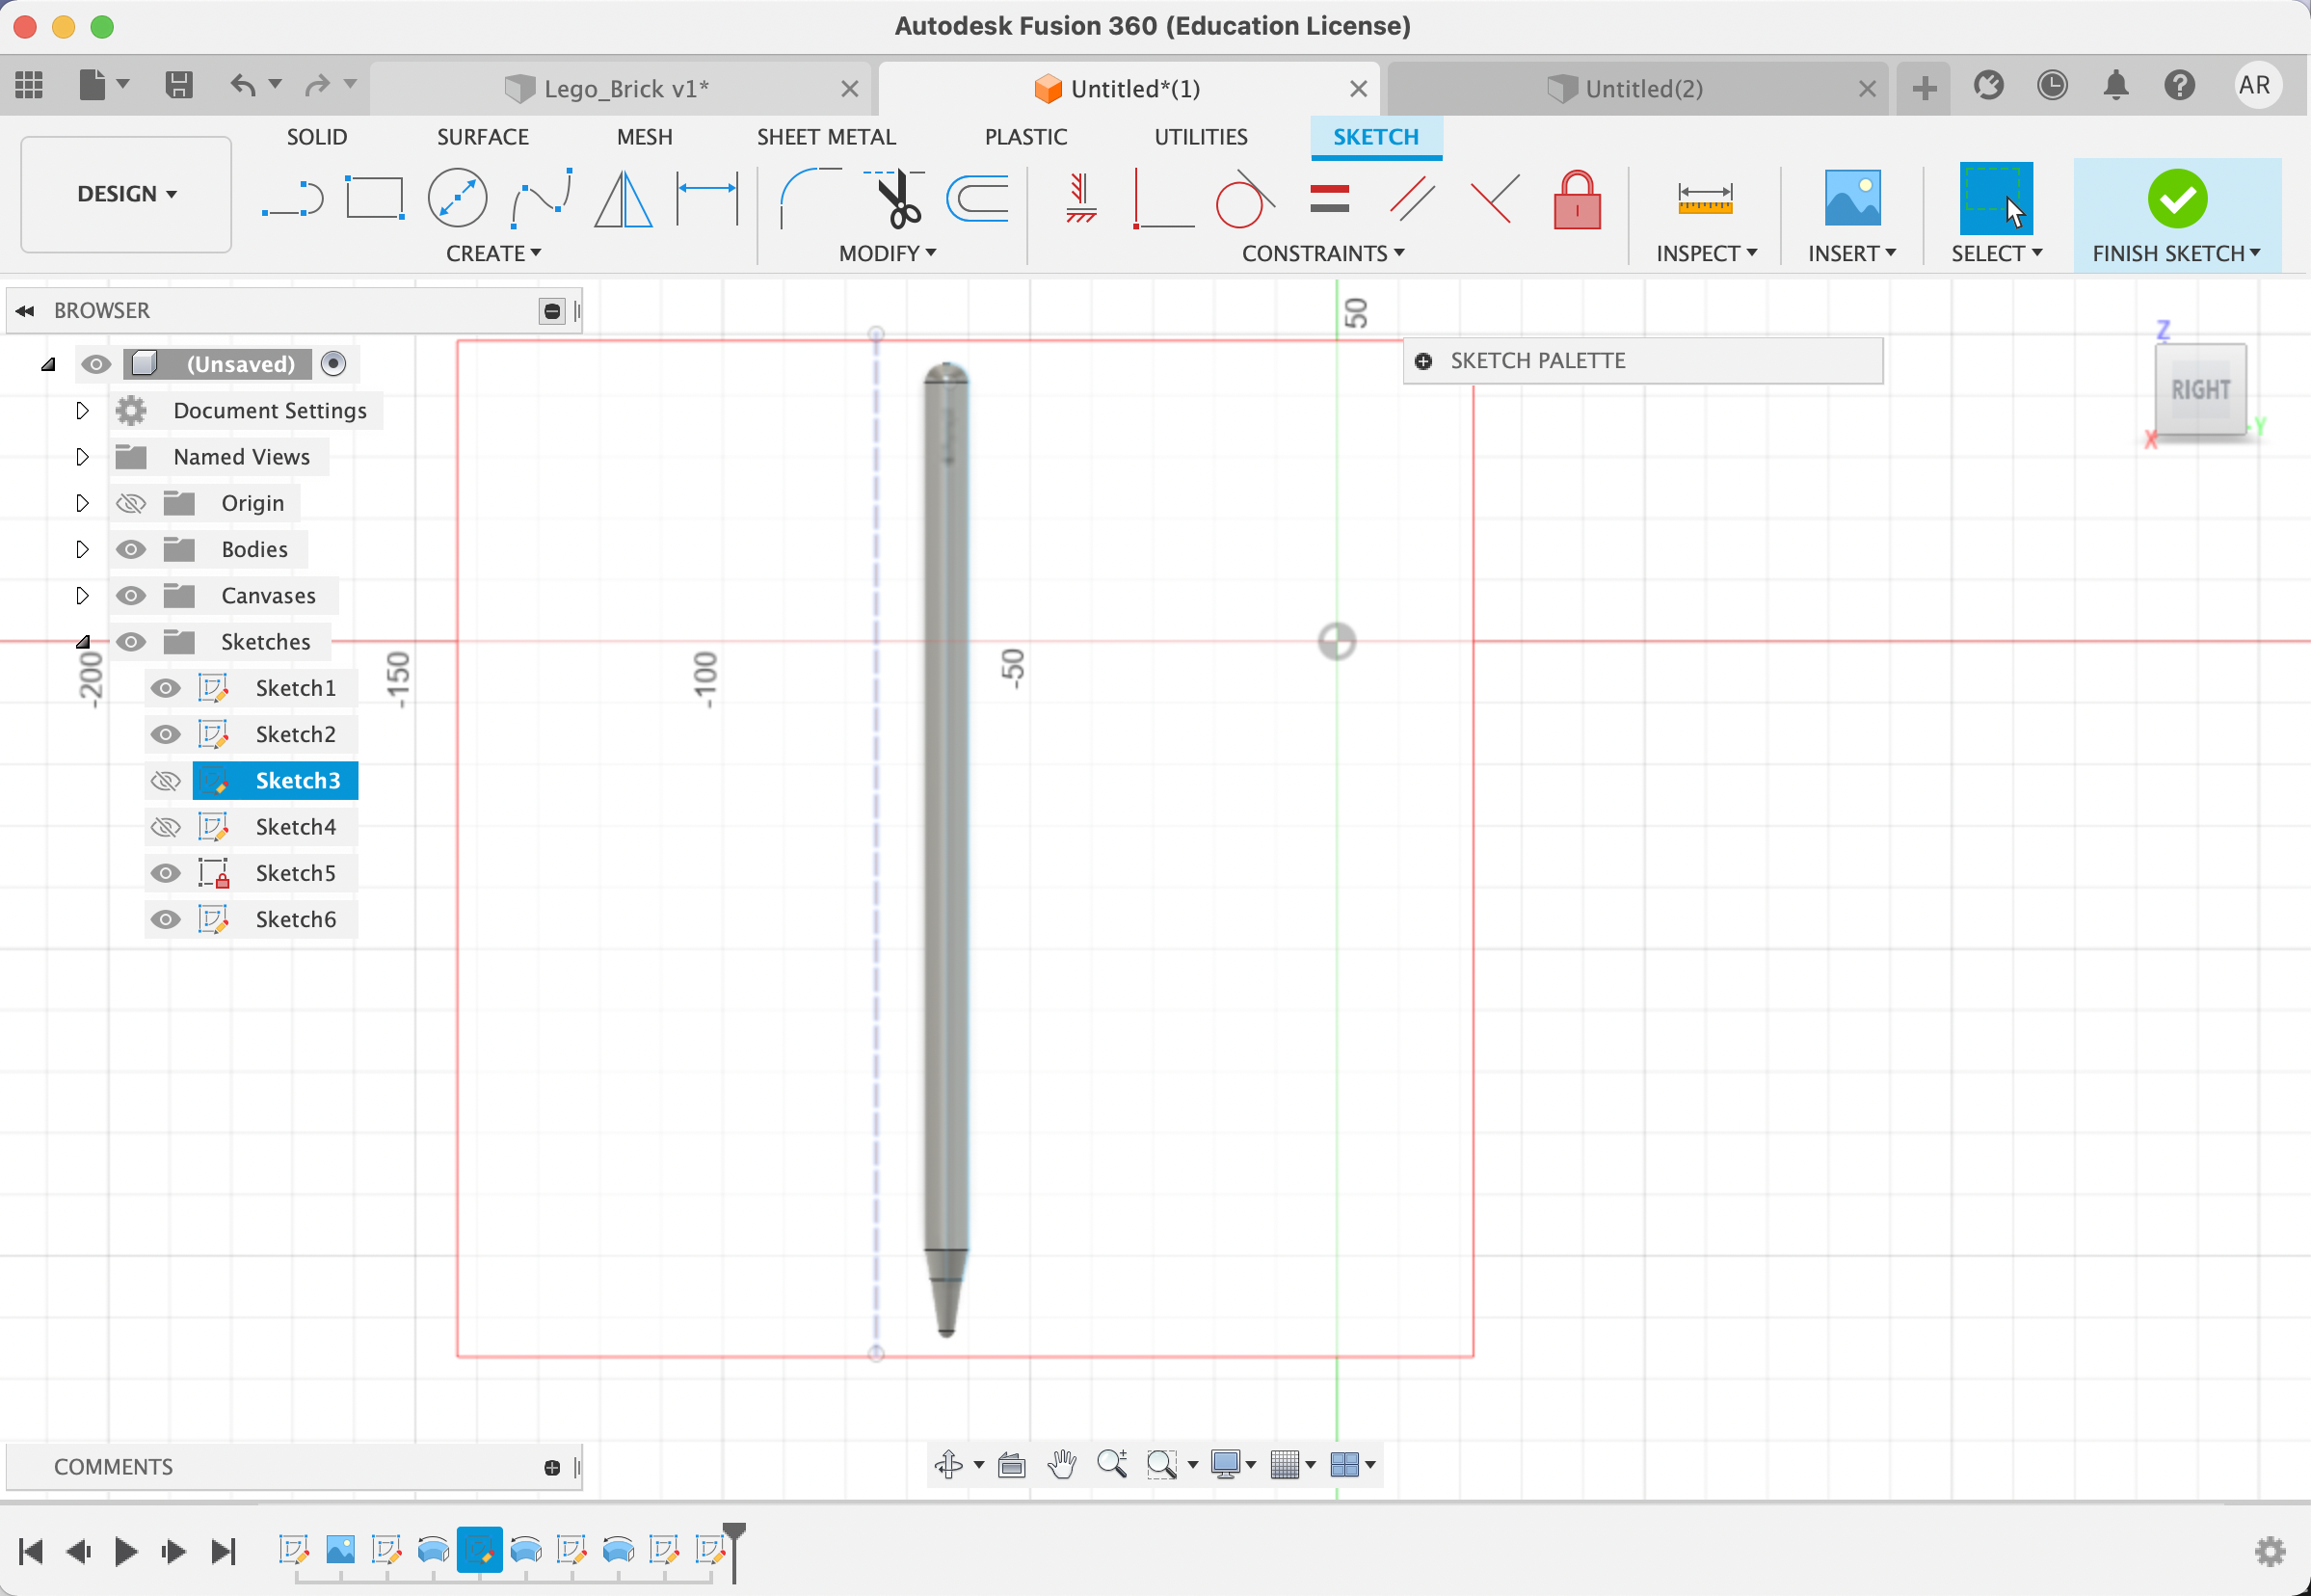 Autodesk Fusion 360 (Education License)
Lego_Brick v1*
Untitled*(1)
Untitled(2)
AR
SOLID
SURFACE
MESH
SHEET METAL
PLASTIC
UTILITIES
SKETCH
DESIGN
CREATE
MODIFY
CONSTRAINTS
INSPECT
INSERT
SELECT
FINISH SKETCH
BROWSER
(Unsaved)
Document Settings
Named Views
Origin
Bodies
Canvases
Sketches
Sketch1
Sketch2
Sketch3
Sketch4
Sketch5
Sketch6
50
-200
-150
-100
-50
SKETCH PALETTE
Z
RIGHT
X
-Y
COMMENTS